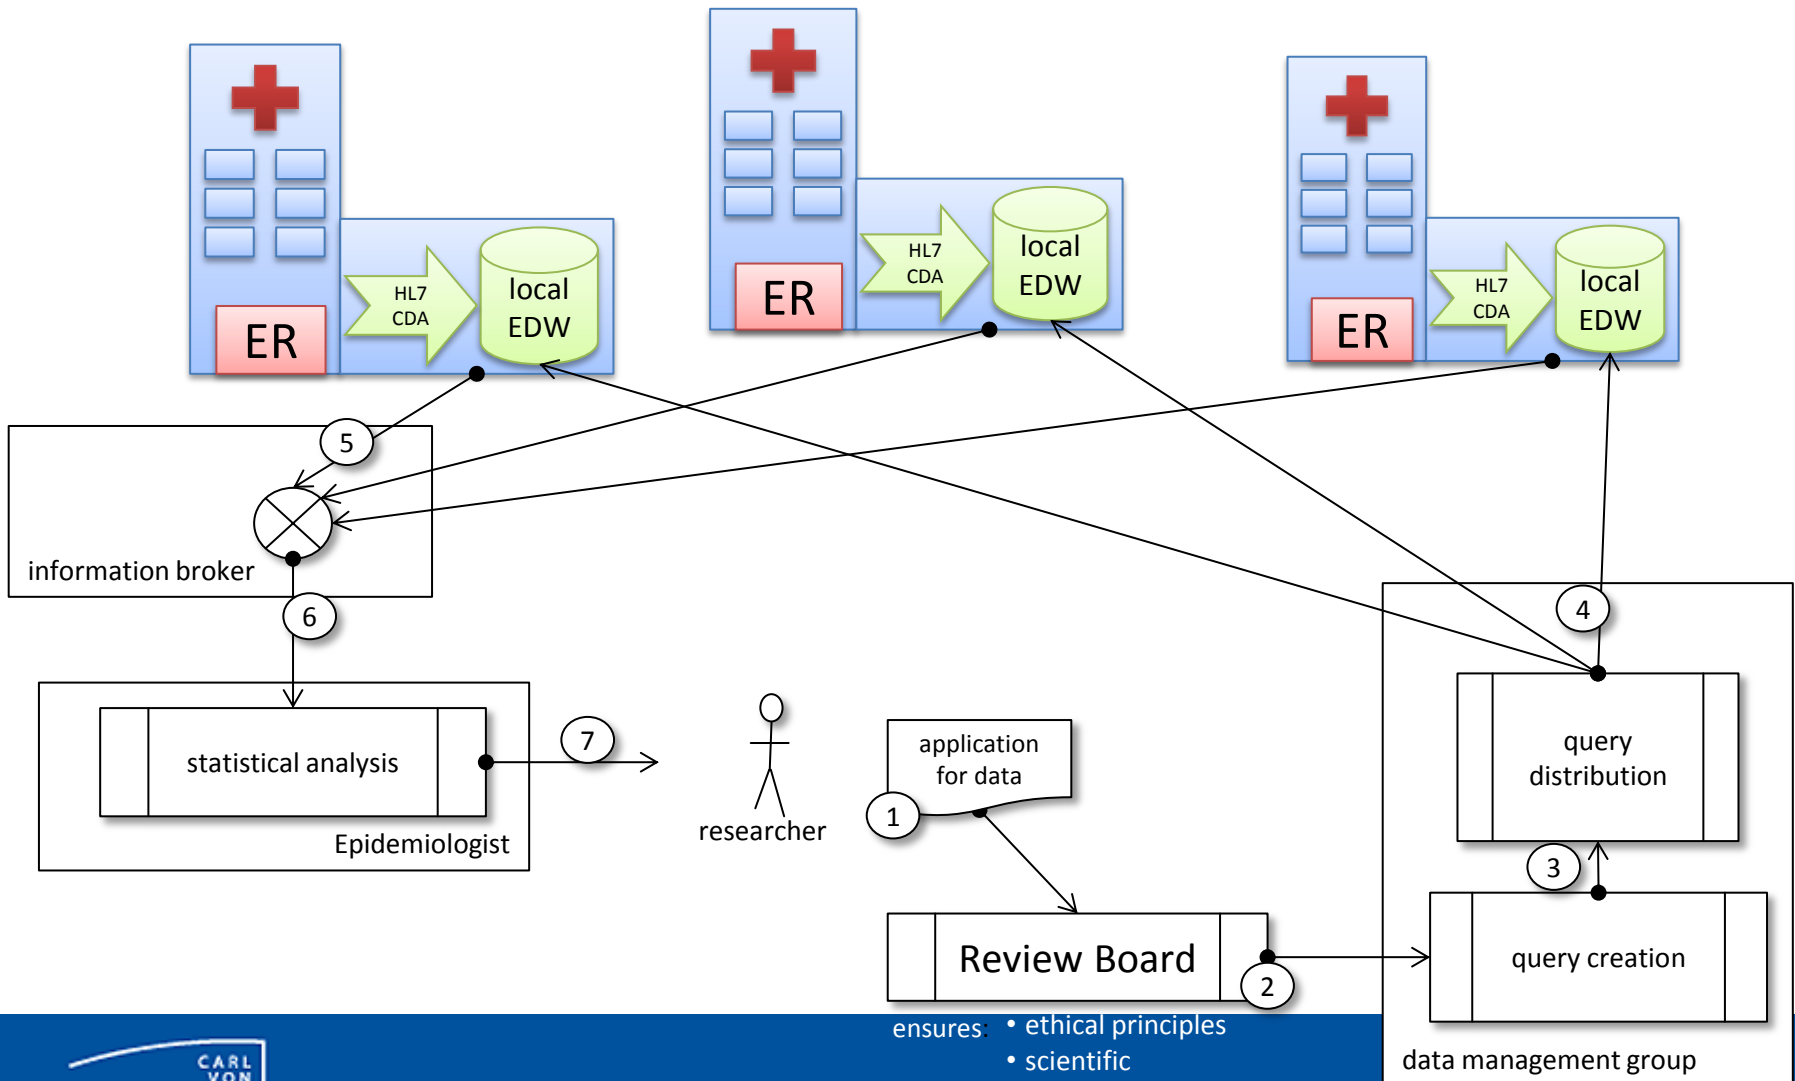 HL7
CDA
local
EDW
ER
HL7
CDA
local
EDW
ER
HL7
CDA
local
EDW
ER
5
information broker
6
4
statistical analysis
Epidemiologist
7
researcher
application
for data
1
query
distribution
3
Review Board
2
query creation
ensures:
• ethical principles
• scientific
data management group
CARL
VON